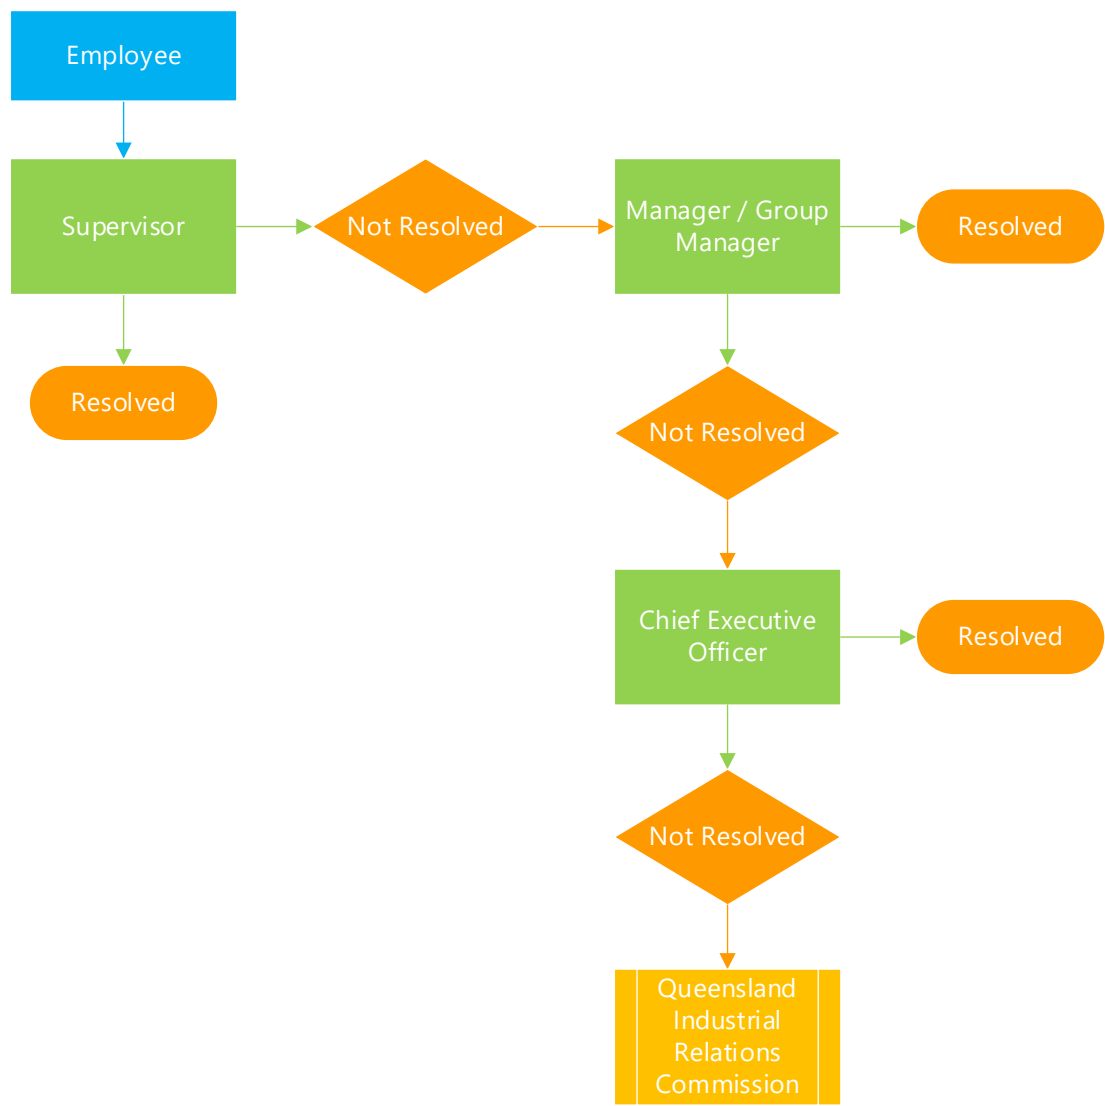 Employee
Supervisor
Not Resolved
Manager / Group
Manager
Resolved
Resolved
Not Resolved
Chief Executive
Officer
Resolved
Not Resolved
Queensland
Industrial
Relations
Commission